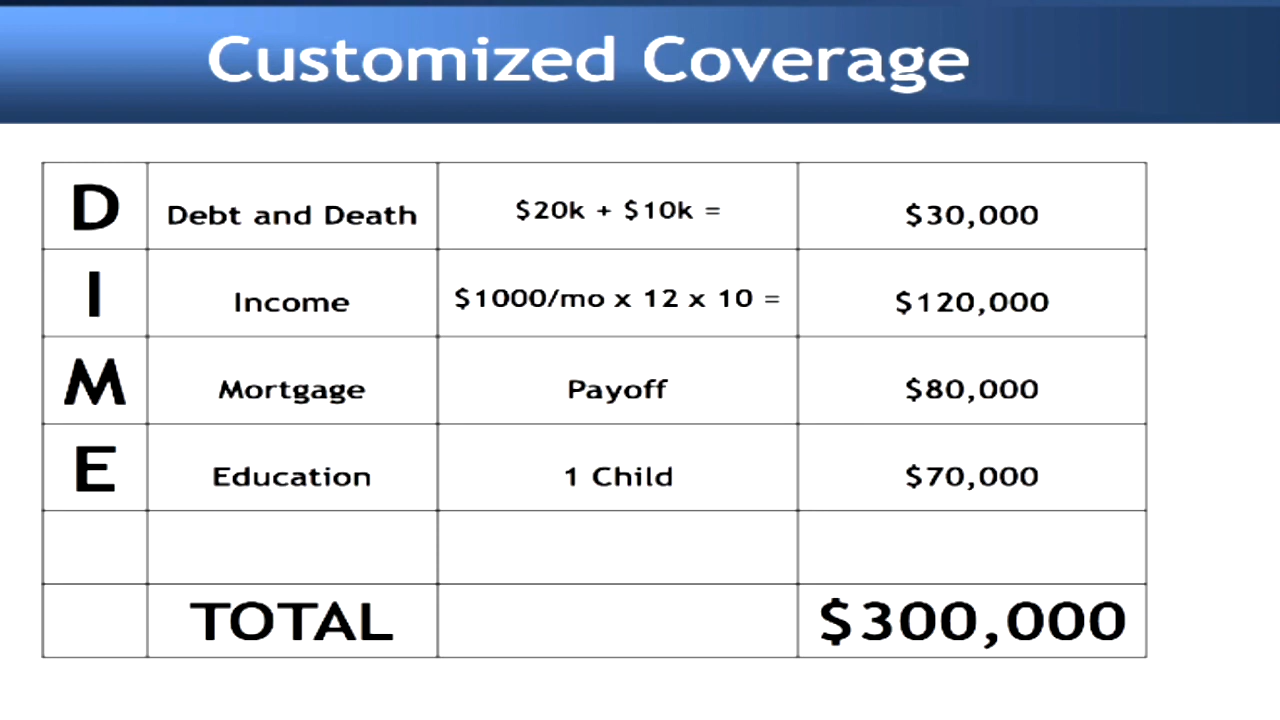 Customized Coverage
D Debt and Death $20k + $10k = $30,000
I Income $1000/mo x 12 x 10 = $120,000
M Mortgage Payoff $80,000
E Education 1 Child $70,000
TOTAL $300,000